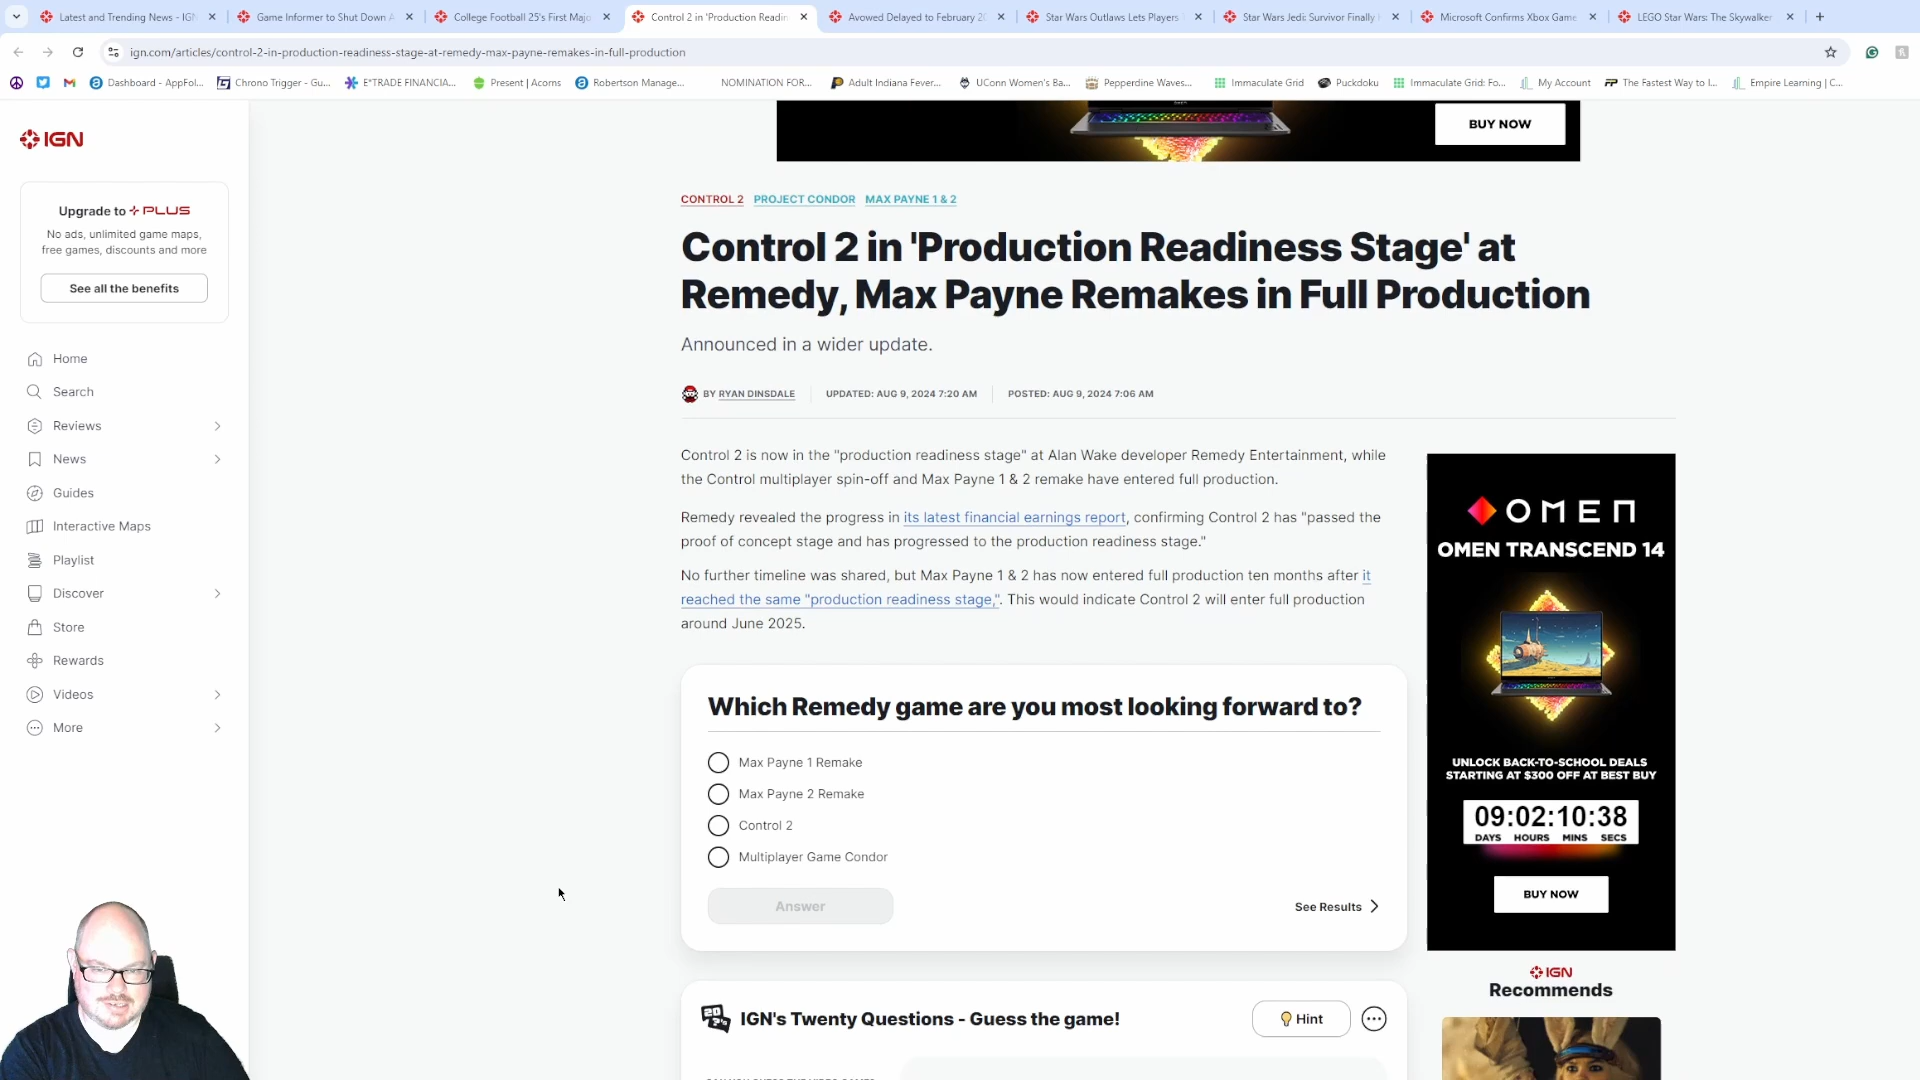 Latest and Trending News - IGN
Game Informer to Shut Down A
College Football 25's First Majo
Control 2 in 'Production Readin
Avowed Delayed to February 2
Star Wars Outlaws Lets Players
Star Wars Jedi: Survivor Finally
Microsoft Confirms Xbox Game
LEGO Star Wars: The Skywalker
ign.com/articles/control-2-in-production-readiness-stage-at-remedy-max-payne-remakes-in-full-production
Dashboard - AppFol...
Chrono Trigger - Gu...
E*TRADE FINANCIA...
Present | Acorns
Robertson Manage...
NOMINATION FOR...
Adult Indiana Fever...
UConn Women's Ba...
Pepperdine Waves...
Immaculate Grid
Puckdoku
Immaculate Grid: Fo...
My Account
The Fastest Way to I...
Empire Learning | C...
IGN
Upgrade to PLUS
No ads, unlimited game maps,
free games, discounts and more
See all the benefits
Home
Search
Reviews
News
Guides
Interactive Maps
Playlist
Discover
Store
Rewards
Videos
More
BUY NOW
CONTROL 2 PROJECT CONDOR MAX PAYNE 1 & 2
Control 2 in 'Production Readiness Stage' at
Remedy, Max Payne Remakes in Full Production
Announced in a wider update.
BY RYAN DINSDALE
UPDATED: AUG 9, 2024 7:20 AM
POSTED: AUG 9, 2024 7:06 AM
Control 2 is now in the "production readiness stage" at Alan Wake developer Remedy Entertainment, while
the Control multiplayer spin-off and Max Payne 1 & 2 remake have entered full production.
Remedy revealed the progress in its latest financial earnings report, confirming Control 2 has "passed the
proof of concept stage and has progressed to the production readiness stage."
No further timeline was shared, but Max Payne 1 & 2 has now entered full production ten months after it
reached the same "production readiness stage,". This would indicate Control 2 will enter full production
around June 2025.
Which Remedy game are you most looking forward to?
Max Payne 1 Remake
Max Payne 2 Remake
Control 2
Multiplayer Game Condor
Answer
See Results
IGN's Twenty Questions - Guess the game!
Hint
OMEN
OMEN TRANSCEND 14
UNLOCK BACK-TO-SCHOOL DEALS
STARTING AT $300 OFF AT BEST BUY
09:02:10:38
DAYS HOURS MINS SECS
BUY NOW
IGN
Recommends